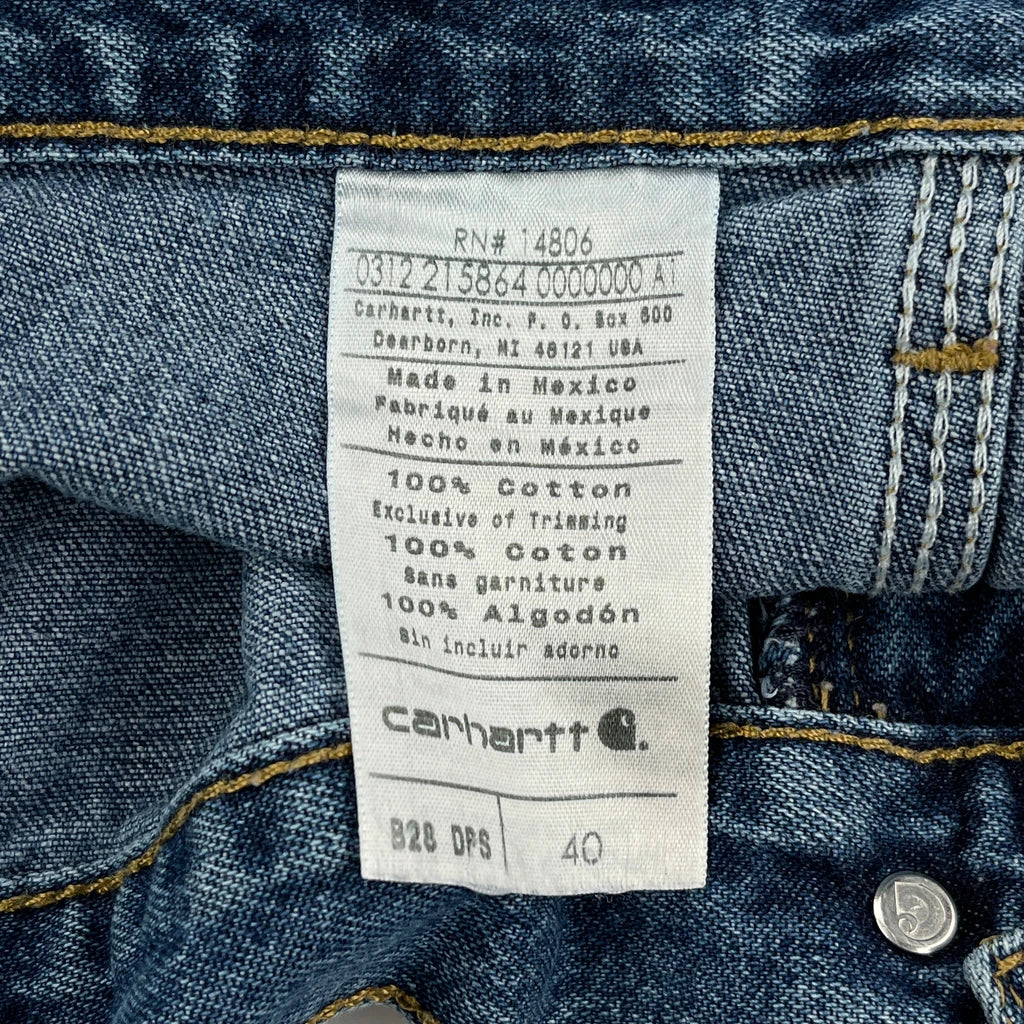 RN# 14806
0312 215864 0000000 A1
Carhartt, Inc. P. O. Box 600
Dearborn, MI 48121 USA
Made in Mexico
Fabriqué au Mexique
Hecho en México
100% Cotton
Exclusive of Trimming
100% Coton
Sans garniture
100% Algodón
Sin incluir adorno
carhartt
B28 DPS 40